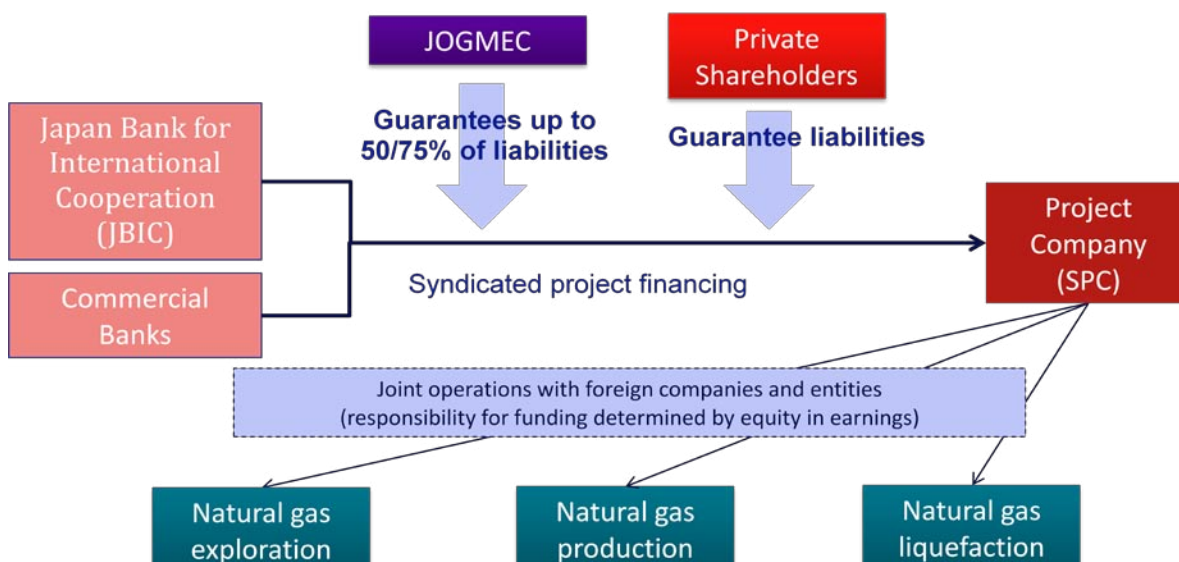 JOGMEC
Private
Shareholders
Japan Bank for
International
Cooperation
(JBIC)
Guarantees up to
50/75% of liabilities
Guarantee liabilities
Project
Company
(SPC)
Syndicated project financing
Commercial
Banks
Joint operations with foreign companies and entities
(responsibility for funding determined by equity in earnings)
Natural gas
exploration
Natural gas
production
Natural gas
liquefaction